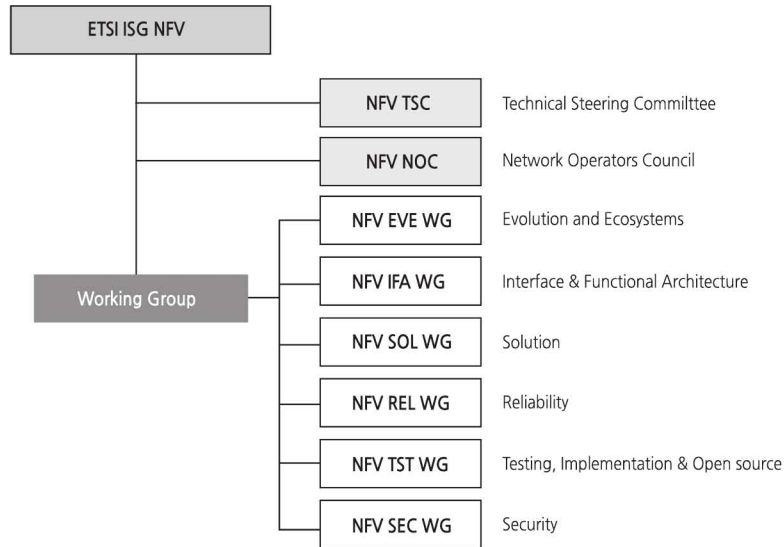 ETSI ISG NFV
NFV TSC Technical Steering Committtee
NFV NOC Network Operators Council
NFV EVE WG Evolution and Ecosystems
Working Group
NFV IFA WG Interface & Functional Architecture
NFV SOL WG Solution
NFV REL WG Reliability
NFV TST WG Testing, Implementation & Open source
NFV SEC WG Security